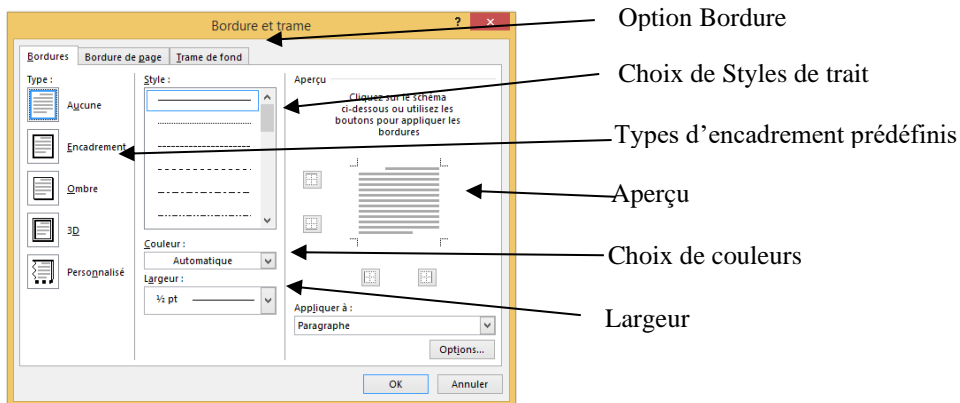 Bordure et trame
?
×
Bordures
Bordure de page
Trame de fond
Type :
Aucune
Encadrement
Ombre
3D
Personnalisé
Style :
Couleur :
Automatique
Largeur :
½ pt
Aperçu
Cliquez sur le schéma
ci-dessous ou utilisez les
boutons pour appliquer les
bordures
Appliquer à :
Paragraphe
Options...
OK
Annuler
Option Bordure
Choix de Styles de trait
Types d’encadrement prédéfinis
Aperçu
Choix de couleurs
Largeur